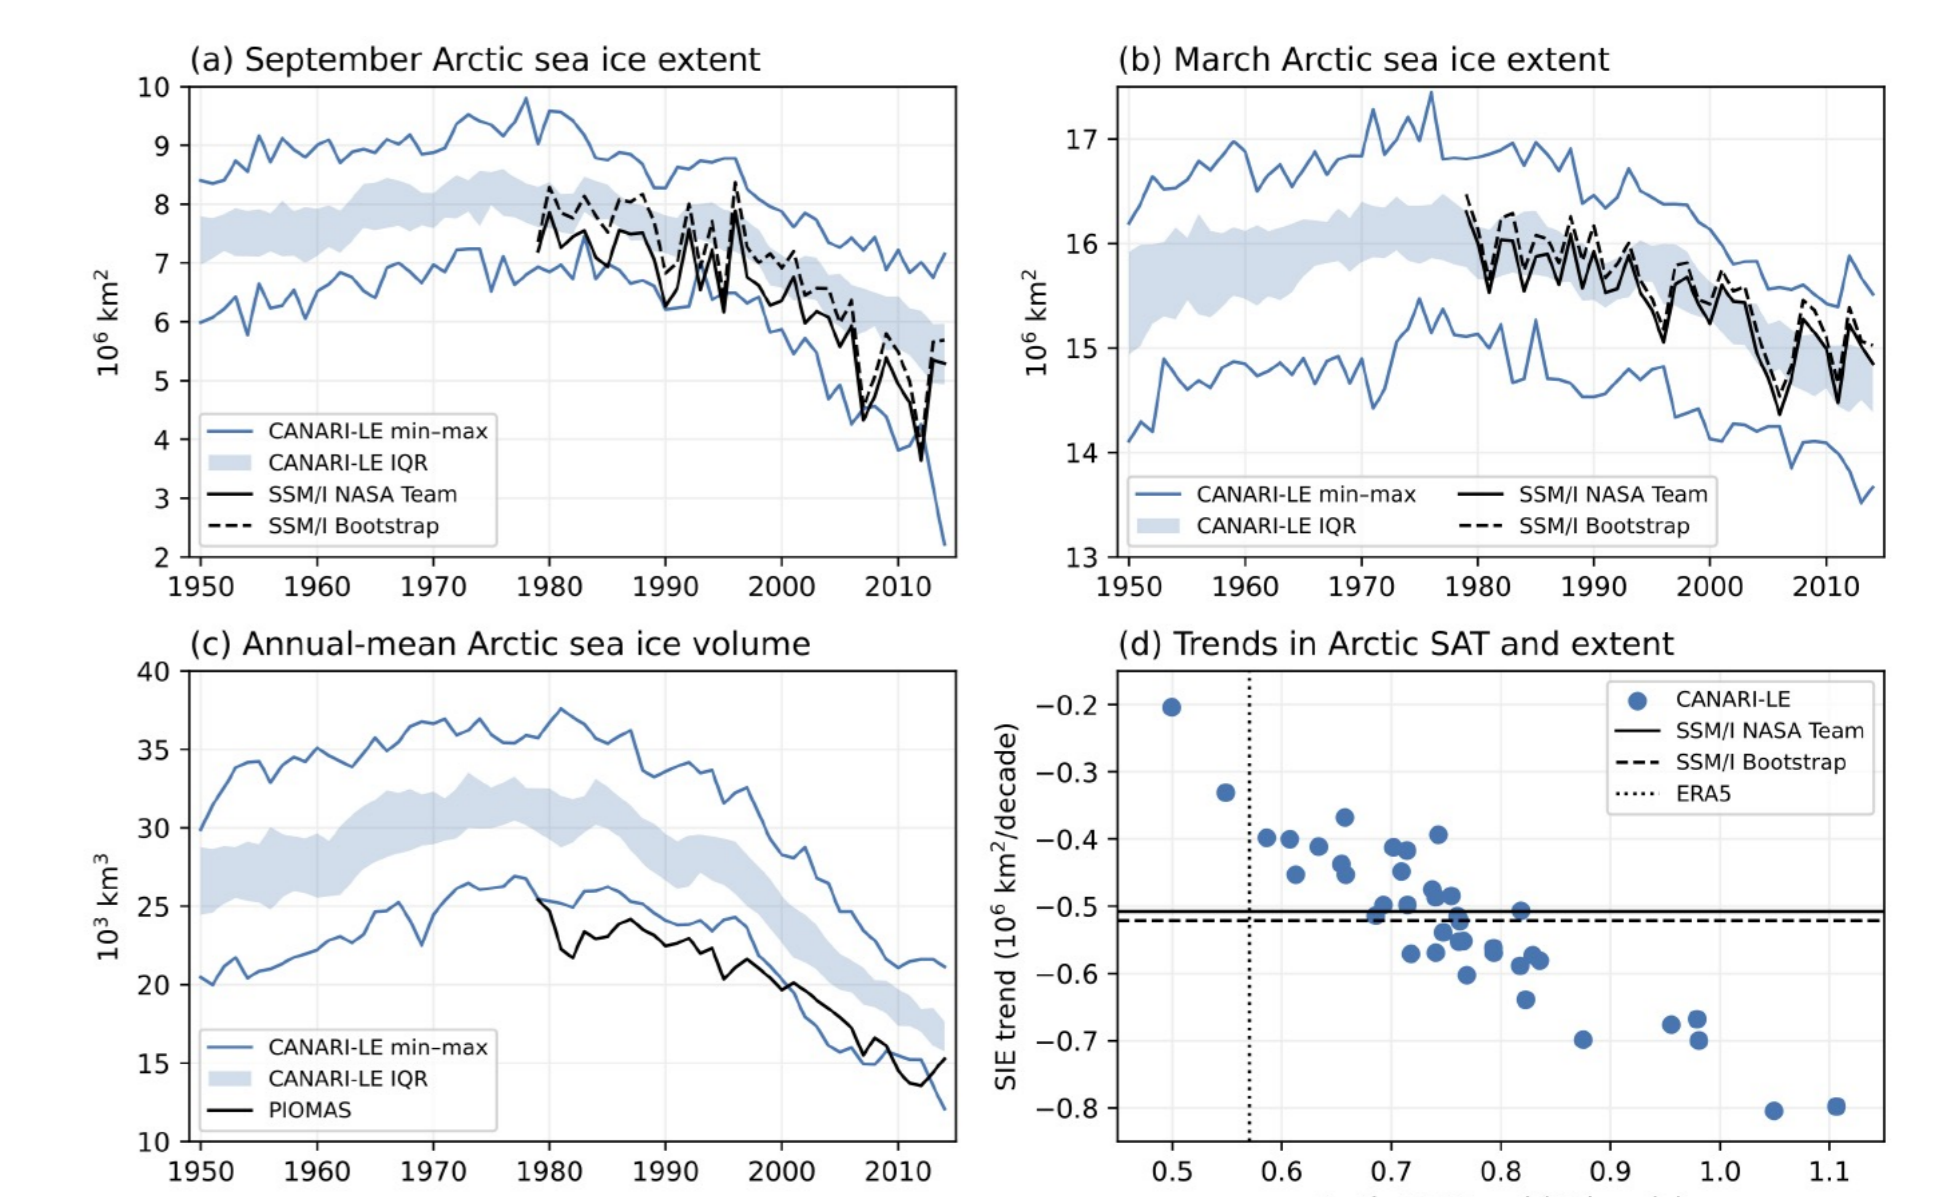 (a) September Arctic sea ice extent
10
9
8
7
6
5
4
3
2
10⁶ km²
CANARI-LE min–max
CANARI-LE IQR
SSM/I NASA Team
SSM/I Bootstrap
1950 1960 1970 1980 1990 2000 2010
(b) March Arctic sea ice extent
17
16
15
14
13
10⁶ km²
CANARI-LE min–max SSM/I NASA Team
CANARI-LE IQR SSM/I Bootstrap
1950 1960 1970 1980 1990 2000 2010
(c) Annual-mean Arctic sea ice volume
40
35
30
25
20
15
10
10³ km³
CANARI-LE min–max
CANARI-LE IQR
PIOMAS
1950 1960 1970 1980 1990 2000 2010
(d) Trends in Arctic SAT and extent
−0.2
−0.3
−0.4
−0.5
−0.6
−0.7
−0.8
SIE trend (10⁶ km²/decade)
CANARI-LE
SSM/I NASA Team
SSM/I Bootstrap
ERA5
0.5 0.6 0.7 0.8 0.9 1.0 1.1